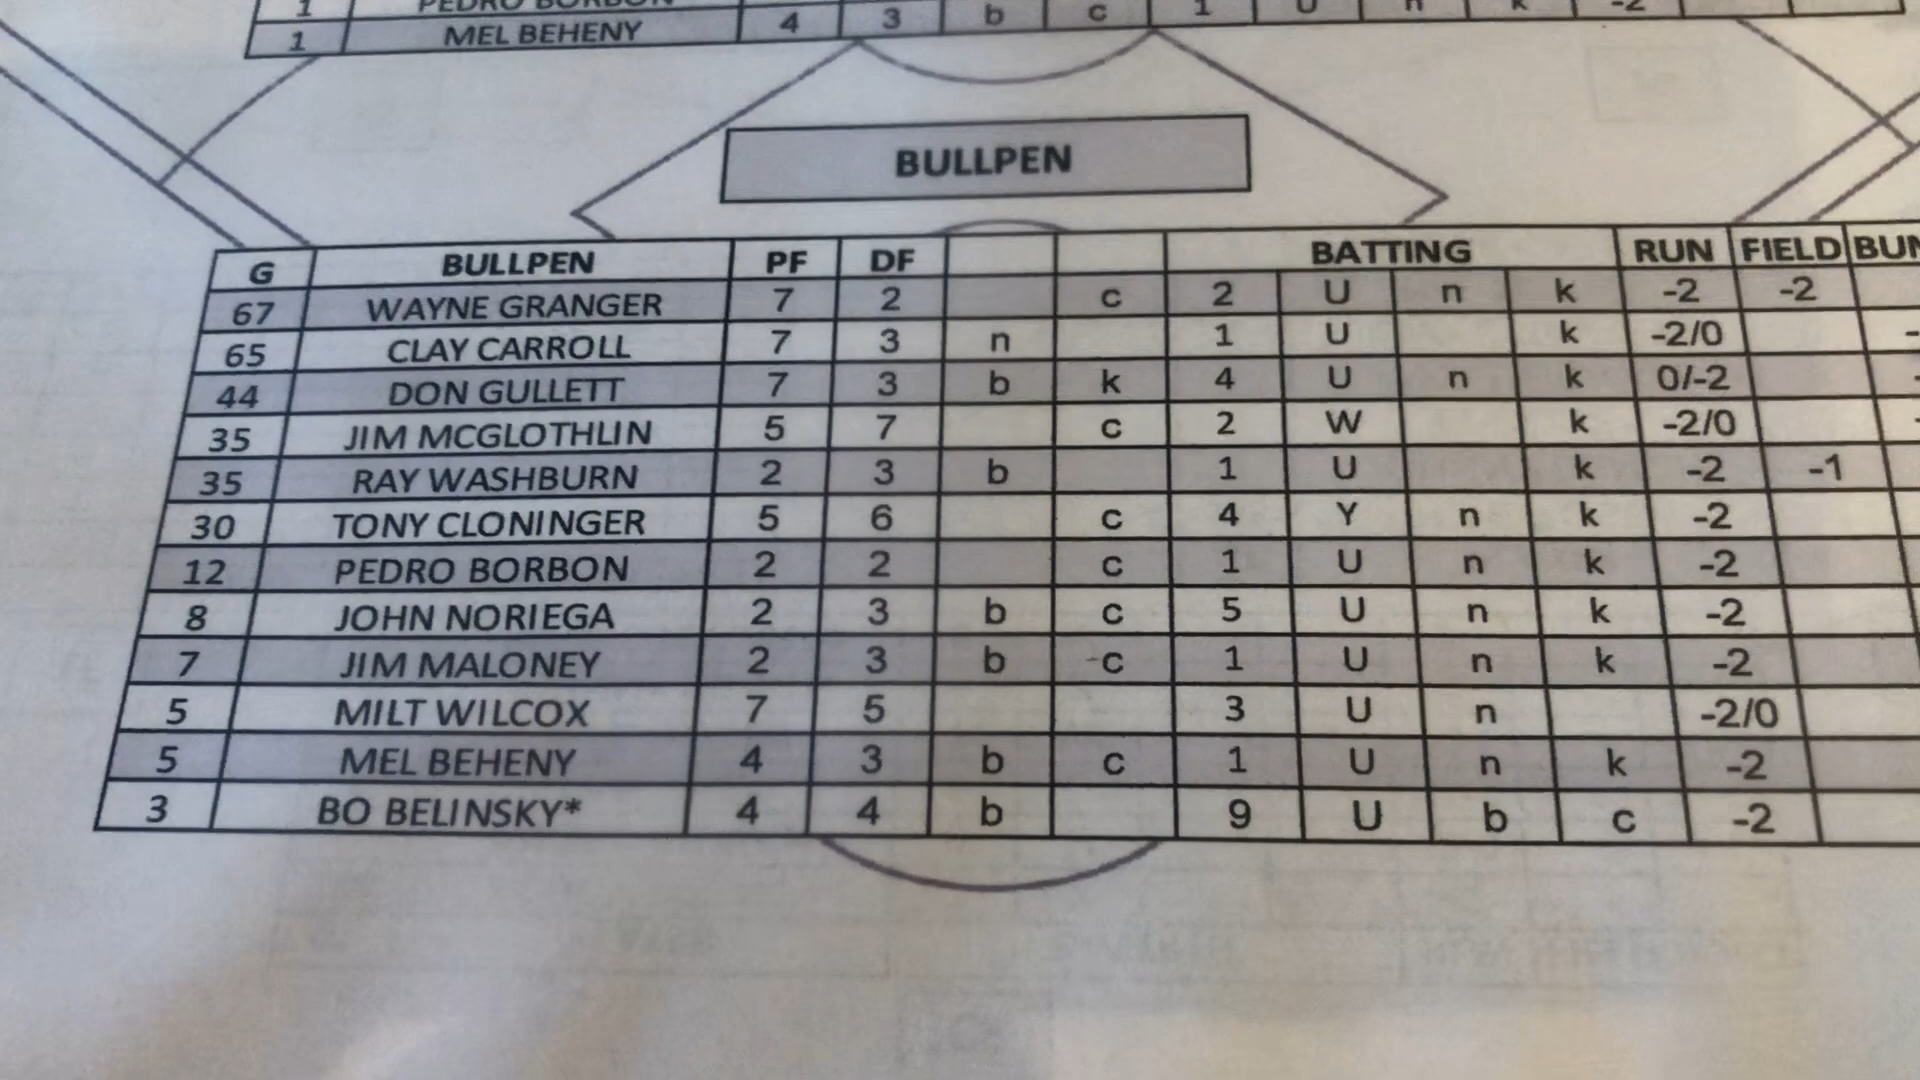 1 PEDRO BORBON
1 MEL BEHENY 4 3 b c 1 U n k -2
BULLPEN
G BULLPEN PF DF BATTING RUN FIELD BUN
67 WAYNE GRANGER 7 2 c 2 U n k -2 -2
65 CLAY CARROLL 7 3 n 1 U k -2/0 -
44 DON GULLETT 7 3 b k 4 U n k 0/-2 -
35 JIM MCGLOTHLIN 5 7 c 2 W k -2/0 -
35 RAY WASHBURN 2 3 b 1 U k -2 -1
30 TONY CLONINGER 5 6 c 4 Y n k -2
12 PEDRO BORBON 2 2 c 1 U n k -2
8 JOHN NORIEGA 2 3 b c 5 U n k -2
7 JIM MALONEY 2 3 b -c 1 U n k -2
5 MILT WILCOX 7 5 3 U n -2/0
5 MEL BEHENY 4 3 b c 1 U n k -2
3 BO BELINSKY* 4 4 b 9 U b c -2